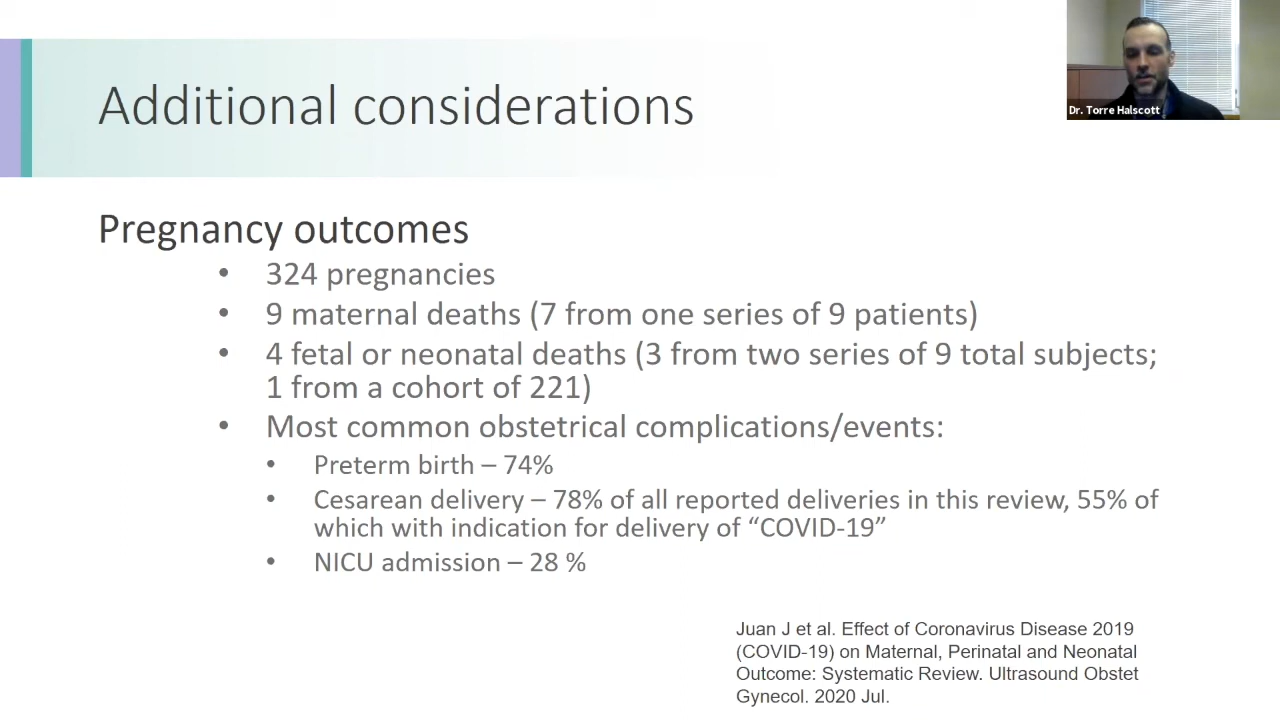 Additional considerations
Dr. Torre Halscott
Pregnancy outcomes
• 324 pregnancies
• 9 maternal deaths (7 from one series of 9 patients)
• 4 fetal or neonatal deaths (3 from two series of 9 total subjects;
1 from a cohort of 221)
• Most common obstetrical complications/events:
• Preterm birth – 74%
• Cesarean delivery – 78% of all reported deliveries in this review, 55% of
which with indication for delivery of “COVID-19”
• NICU admission – 28 %
Juan J et al. Effect of Coronavirus Disease 2019
(COVID-19) on Maternal, Perinatal and Neonatal
Outcome: Systematic Review. Ultrasound Obstet
Gynecol. 2020 Jul.